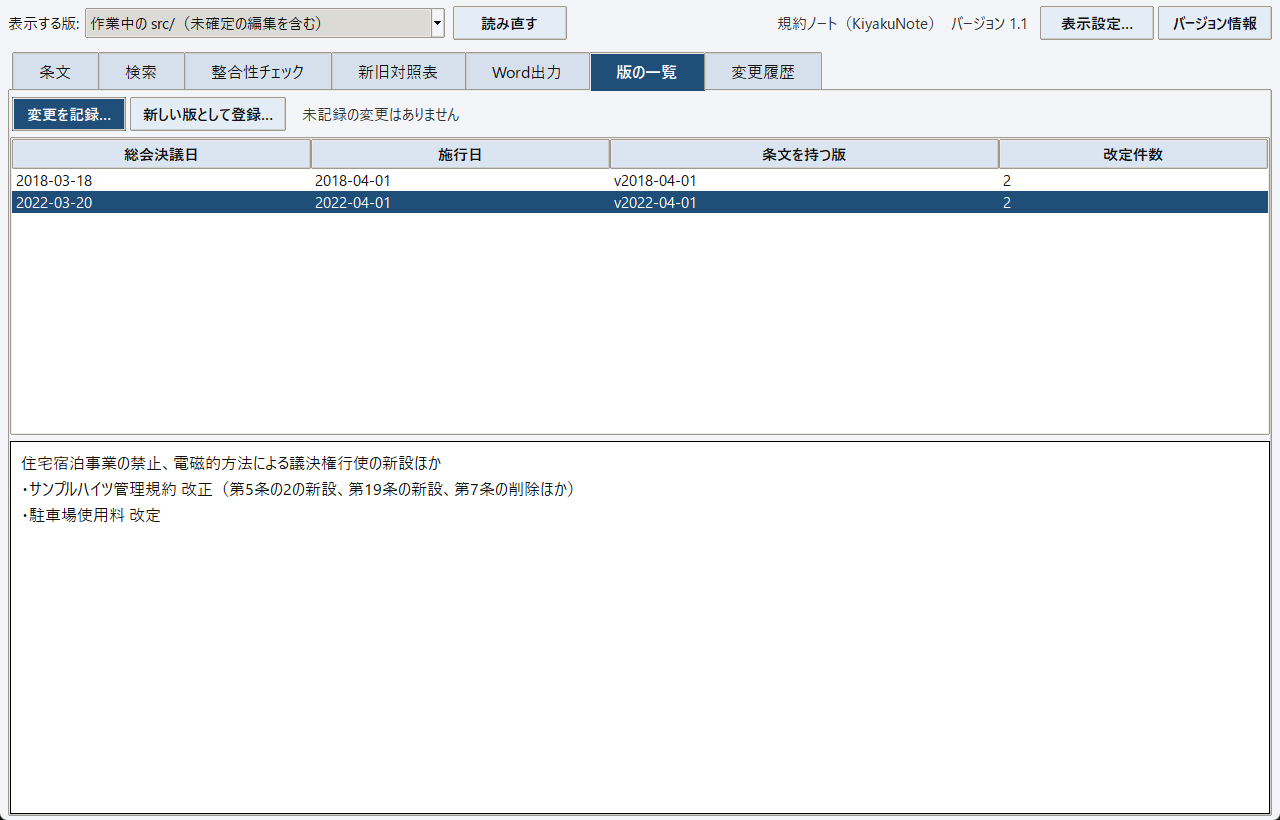 表示する版: 作業中の src/（未確定の編集を含む） 読み直す 規約ノート（KiyakuNote） バージョン 1.1 表示設定... バージョン情報
条文 検索 整合性チェック 新旧対照表 Word出力 版の一覧 変更履歴
変更を記録... 新しい版として登録... 未記録の変更はありません
総会決議日 施行日 条文を持つ版 改定件数
2018-03-18 2018-04-01 v2018-04-01 2
2022-03-20 2022-04-01 v2022-04-01 2
住宅宿泊事業の禁止、電磁的方法による議決権行使の新設ほか
・サンプルハイツ管理規約 改正（第5条の2の新設、第19条の新設、第7条の削除ほか）
・駐車場使用料 改定